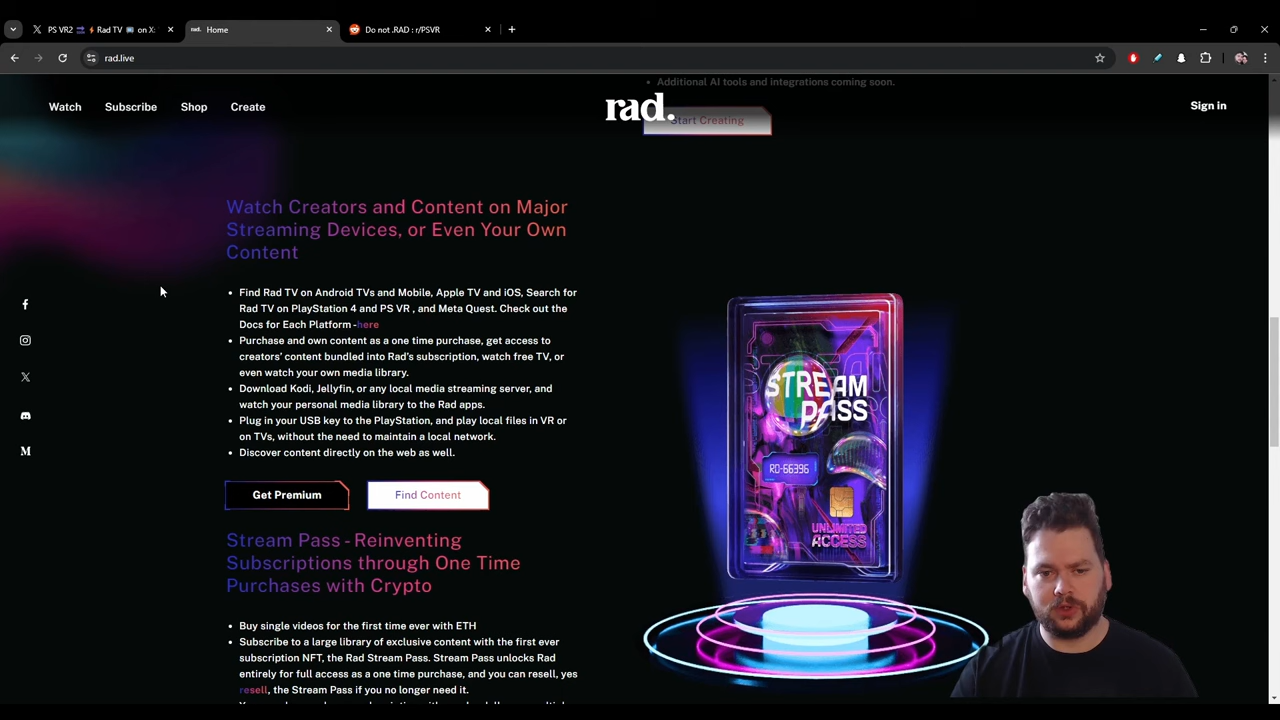 PS VR2 ➡ ⚡ Rad TV on X:
rad. Home
Do not .RAD : r/PSVR
rad.live
Additional AI tools and integrations coming soon.
Watch Subscribe Shop Create
rad.
Sign in
Start Creating
Watch Creators and Content on Major
Streaming Devices, or Even Your Own
Content
Find Rad TV on Android TVs and Mobile, Apple TV and iOS, Search for
Rad TV on PlayStation 4 and PS VR , and Meta Quest. Check out the
Docs for Each Platform -here
Purchase and own content as a one time purchase, get access to
creators' content bundled into Rad's subscription, watch free TV, or
even watch your own media library.
Download Kodi, Jellyfin, or any local media streaming server, and
watch your personal media library to the Rad apps.
Plug in your USB key to the PlayStation, and play local files in VR or
on TVs, without the need to maintain a local network.
Discover content directly on the web as well.
Get Premium
Find Content
STREAM
PASS
RD-66396
UNLIMITED
ACCESS
Stream Pass - Reinventing
Subscriptions through One Time
Purchases with Crypto
Buy single videos for the first time ever with ETH
Subscribe to a large library of exclusive content with the first ever
subscription NFT, the Rad Stream Pass. Stream Pass unlocks Rad
entirely for full access as a one time purchase, and you can resell, yes
resell, the Stream Pass if you no longer need it.